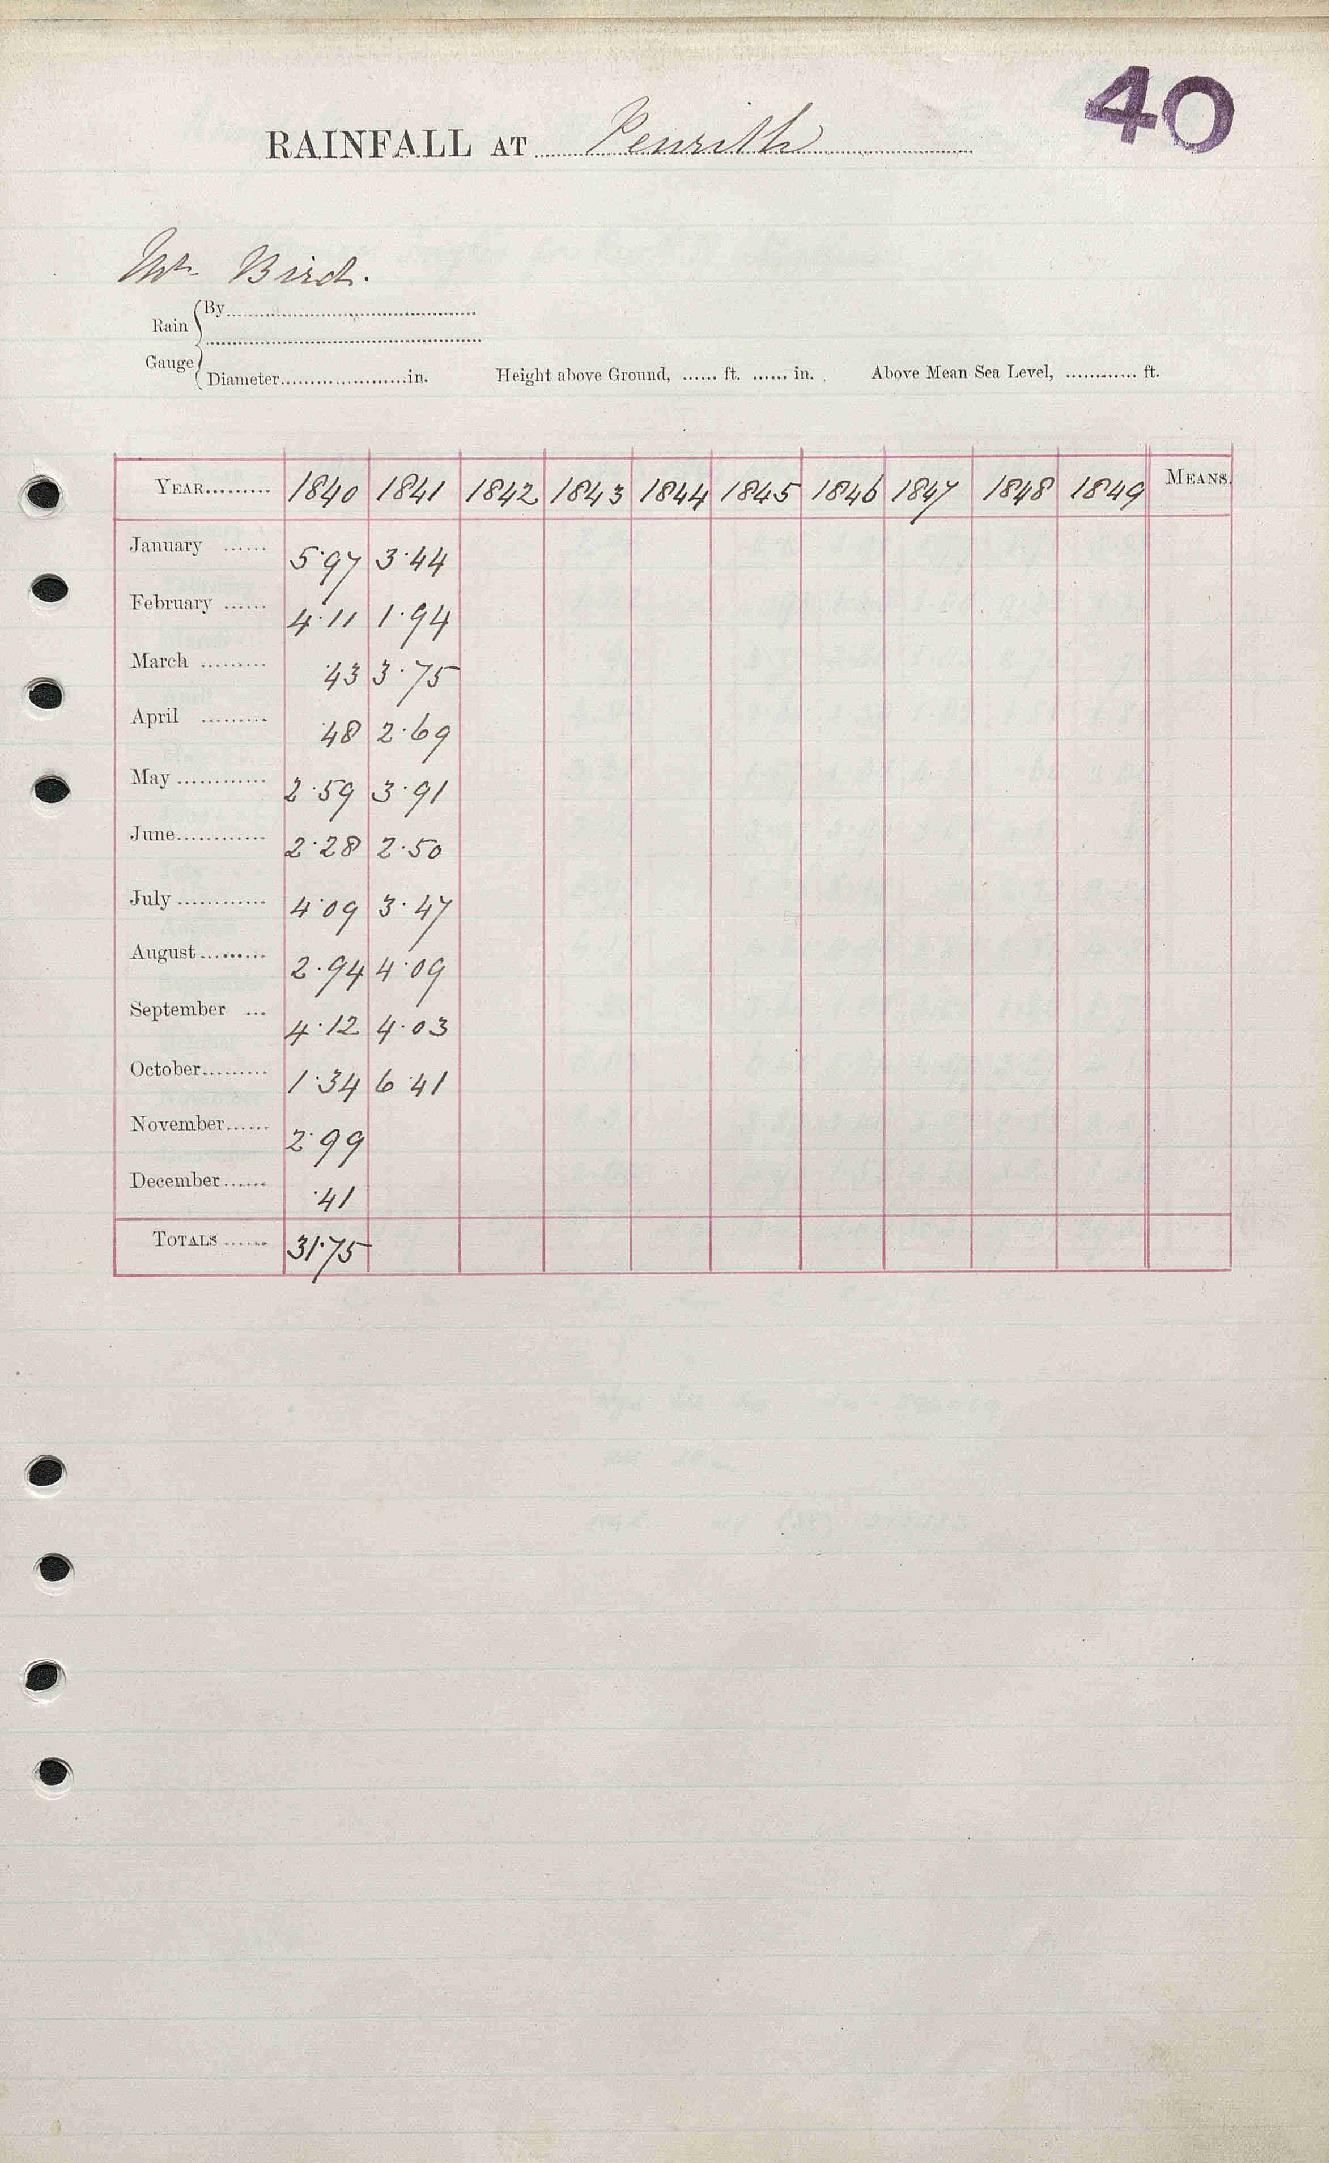 40
RAINFALL AT Penrith
Mr Bird.
Rain Gauge
By
Diameter in. Height above Ground, ft. in. Above Mean Sea Level, ft.
YEAR 1840 1841 1842 1843 1844 1845 1846 1847 1848 1849 MEANS.
January 5.97 3.44
February 4.11 1.94
March .43 3.75
April .48 2.69
May 2.59 3.91
June 2.28 2.50
July 4.09 3.47
August 2.94 4.09
September 4.12 4.03
October 1.34 6.41
November 2.99
December .41
TOTALS 31.75